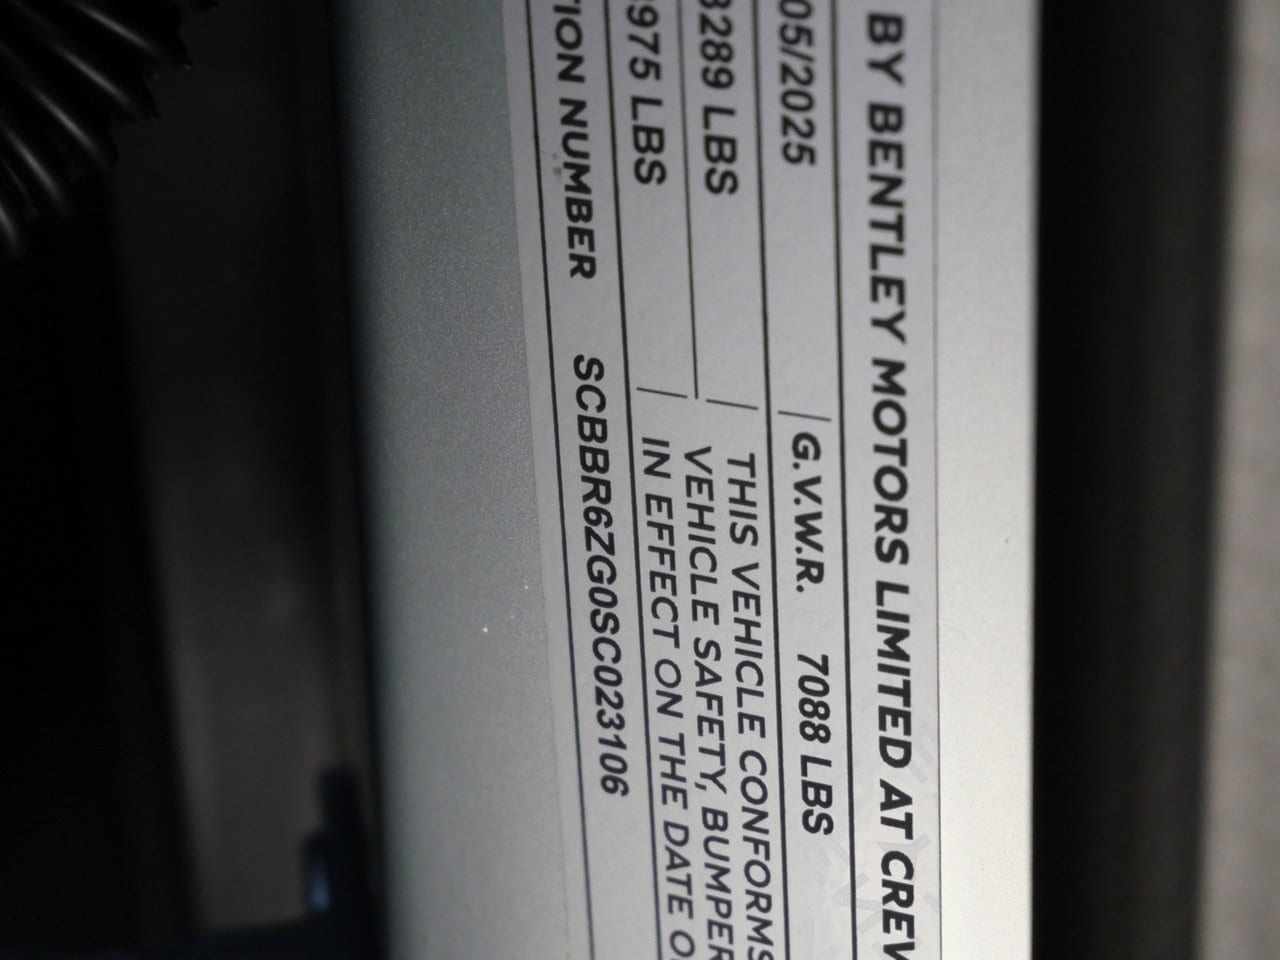 BY BENTLEY MOTORS LIMITED AT CREW
05/2025 G.V.W.R. 7088 LBS
3289 LBS THIS VEHICLE CONFORMS
VEHICLE SAFETY, BUMPER
975 LBS IN EFFECT ON THE DATE O
TION NUMBER SCBBR6ZG0SC023106